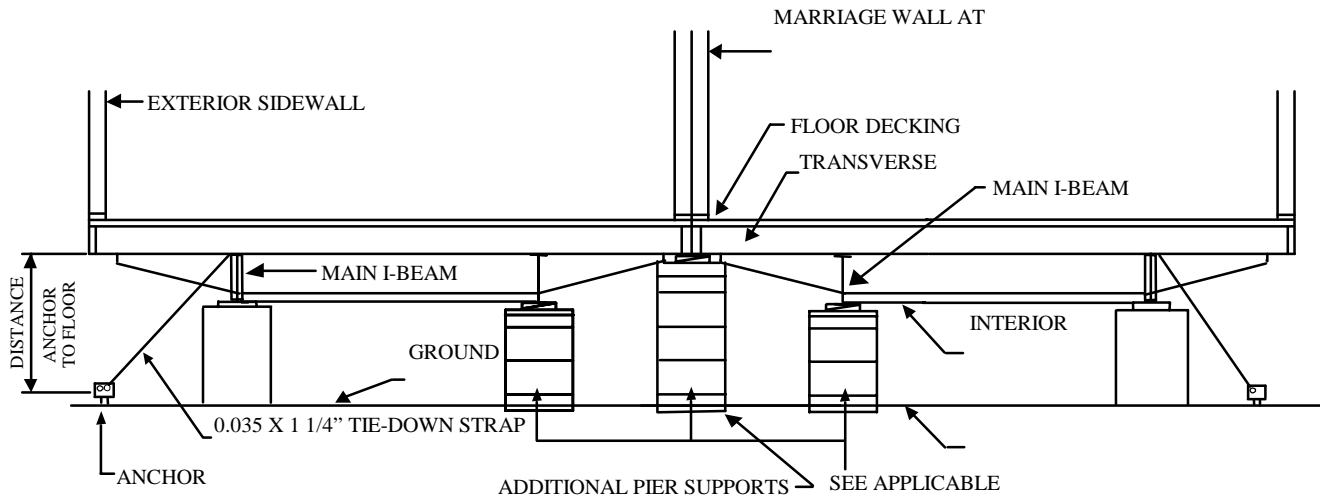 MARRIAGE WALL AT
EXTERIOR SIDEWALL
FLOOR DECKING
TRANSVERSE
MAIN I-BEAM
MAIN I-BEAM
DISTANCE
ANCHOR
TO FLOOR
INTERIOR
GROUND
0.035 X 1 1/4” TIE-DOWN STRAP
ANCHOR
ADDITIONAL PIER SUPPORTS
SEE APPLICABLE